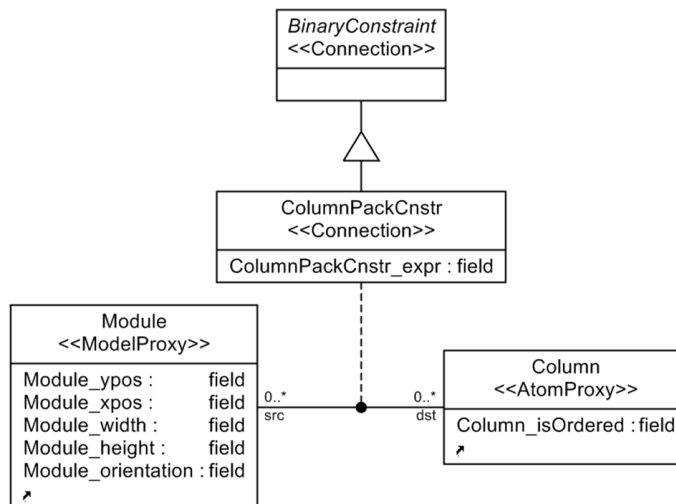 BinaryConstraint
<<Connection>>
ColumnPackCnstr
<<Connection>>
ColumnPackCnstr_expr : field
Module
<<ModelProxy>>
Module_ypos : field
Module_xpos : field
Module_width : field
Module_height : field
Module_orientation : field
0..*
src
0..*
dst
Column
<<AtomProxy>>
Column_isOrdered : field